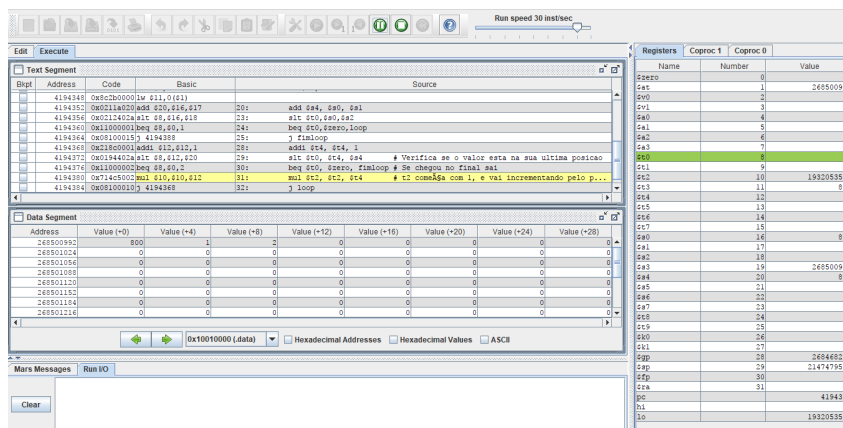 Run speed 30 inst/sec
Edit Execute
Registers Coproc 1 Coproc 0
Text Segment
Bkpt Address Code Basic Source
4194348 0x8c2b0000 lw $11,0($1)
4194352 0x0211a020 add $20,$16,$17 20: add $s4, $s0, $s1
4194356 0x0212402a slt $8,$16,$18 23: slt $t0,$s0,$s2
4194360 0x11000001 beq $8,$0,1 24: beq $t0,$zero,loop
4194364 0x08100015 j 4194388 25: j fimloop
4194368 0x218c0001 addi $12,$12,1 28: addi $t4, $t4, 1
4194372 0x0194402a slt $8,$12,$20 29: slt $t0, $t4, $s4 # Verifica se o valor esta na sua ultima posicao
4194376 0x11000002 beq $8,$0,2 30: beq $t0, $zero, fimloop # Se chegou no final sai
4194380 0x714c5002 mul $10,$10,$12 31: mul $t2, $t2, $t4 # t2 comeÃ§a com 1, e vai incrementando pelo p...
4194384 0x08100010 j 4194368 32: j loop
Data Segment
Address Value (+0) Value (+4) Value (+8) Value (+12) Value (+16) Value (+20) Value (+24) Value (+28)
268500992 800 1 2 0 0 0 0 0
268501024 0 0 0 0 0 0 0 0
268501056 0 0 0 0 0 0 0 0
268501088 0 0 0 0 0 0 0 0
268501120 0 0 0 0 0 0 0 0
268501152 0 0 0 0 0 0 0 0
268501184 0 0 0 0 0 0 0 0
268501216 0 0 0 0 0 0 0 0
0x10010000 (.data) Hexadecimal Addresses Hexadecimal Values ASCII
Mars Messages Run I/O
Clear
Name Number Value
$zero 0
$at 1 2685009
$v0 2
$v1 3
$a0 4
$a1 5
$a2 6
$a3 7
$t0 8
$t1 9
$t2 10 19320535
$t3 11 8
$t4 12
$t5 13
$t6 14
$t7 15
$s0 16 8
$s1 17
$s2 18
$s3 19 2685009
$s4 20 8
$s5 21
$s6 22
$s7 23
$t8 24
$t9 25
$k0 26
$k1 27
$gp 28 2684682
$sp 29 21474795
$fp 30
$ra 31
pc 41943
hi
lo 19320535